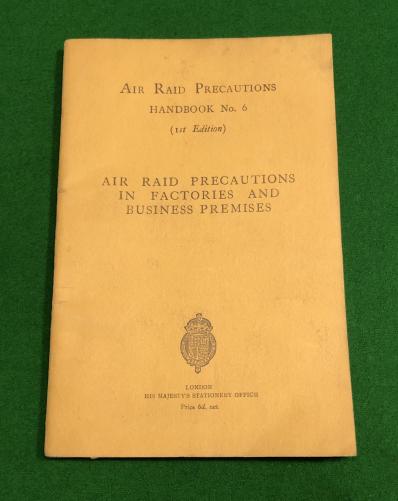 AIR RAID PRECAUTIONS
HANDBOOK No. 6
(1st Edition)
AIR RAID PRECAUTIONS
IN FACTORIES AND
BUSINESS PREMISES
LONDON
HIS MAJESTY'S STATIONERY OFFICE
Price 6d. net